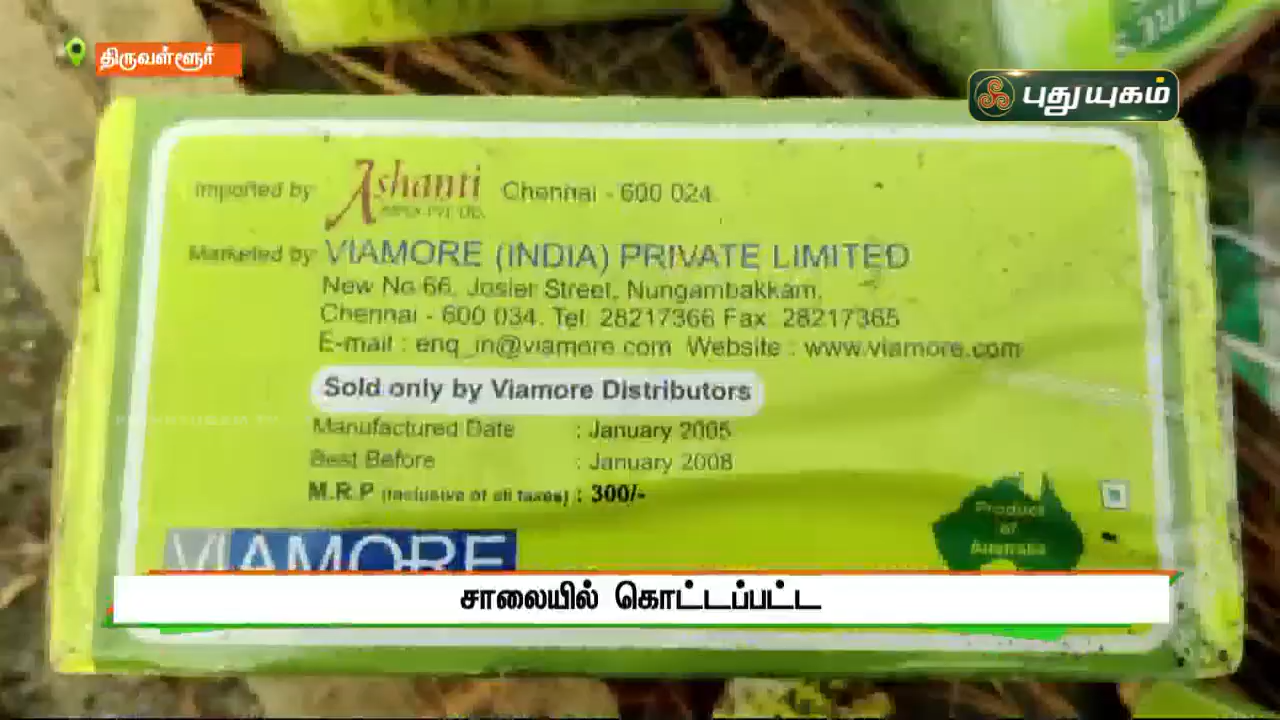 திருவள்ளூர்
புதுயுகம்
Imported by Ashanti Chennai - 600 024.
IMPEX PVT. LTD.
Marketed by VIAMORE (INDIA) PRIVATE LIMITED
New No 66, Josier Street, Nungambakkam,
Chennai - 600 034. Tel: 28217366 Fax: 28217365
E-mail : enq_in@viamore.com Website : www.viamore.com
Sold only by Viamore Distributors
Manufactured Date : January 2005
Best Before : January 2008
M.R.P (Inclusive of all taxes) : 300/-
Product
of
Australia
VIAMORE
சாலையில் கொட்டப்பட்ட